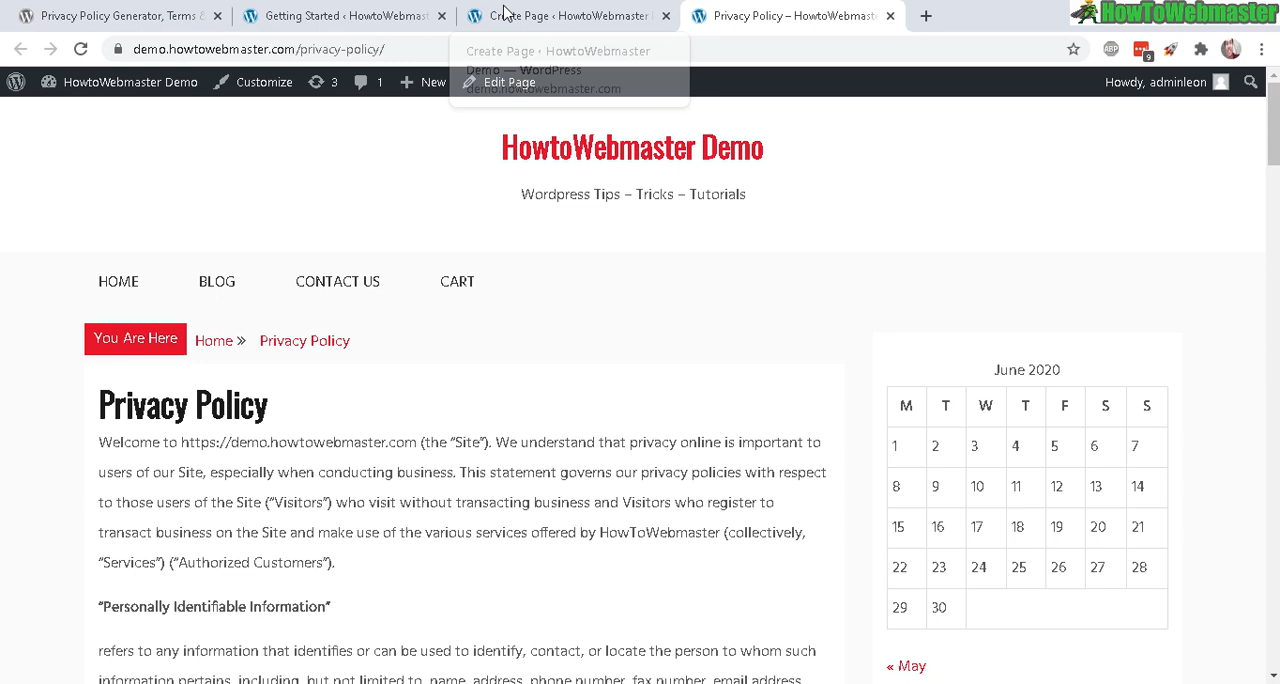 Privacy Policy Generator, Terms &
Getting Started ‹ HowtoWebmast
Create Page ‹ HowtoWebmaster
Privacy Policy – HowtoWebmaste
HowToWebmaster
demo.howtowebmaster.com/privacy-policy/
ABP
9
Create Page ‹ HowtoWebmaster
Demo — WordPress
demo.howtowebmaster.com
HowtoWebmaster Demo
Customize
3
1
New
Edit Page
Howdy, adminleon
HowtoWebmaster Demo
Wordpress Tips – Tricks – Tutorials
HOME BLOG CONTACT US CART
You Are Here Home » Privacy Policy
Privacy Policy
Welcome to https://demo.howtowebmaster.com (the “Site”). We understand that privacy online is important to
users of our Site, especially when conducting business. This statement governs our privacy policies with respect
to those users of the Site (“Visitors”) who visit without transacting business and Visitors who register to
transact business on the Site and make use of the various services offered by HowToWebmaster (collectively,
“Services”) (“Authorized Customers”).
“Personally Identifiable Information”
refers to any information that identifies or can be used to identify, contact, or locate the person to whom such
information pertains, including, but not limited to, name, address, phone number, fax number, email address,
June 2020
M T W T F S S
1 2 3 4 5 6 7
8 9 10 11 12 13 14
15 16 17 18 19 20 21
22 23 24 25 26 27 28
29 30
« May